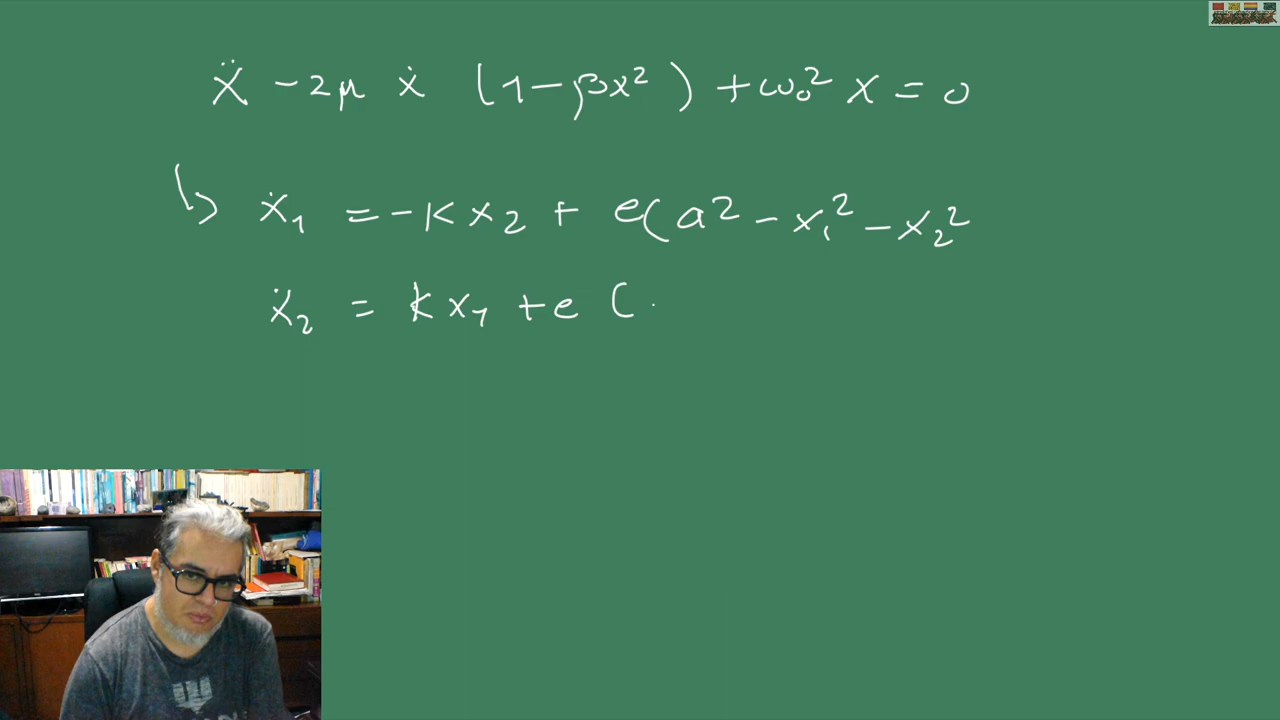 ẍ - 2μ ẋ (1 - βx²) + ω₀² x = 0
↳ ẋ₁ = - K x₂ + e(a² - x₁² - x₂²
ẋ₂ = k x₁ + e (·